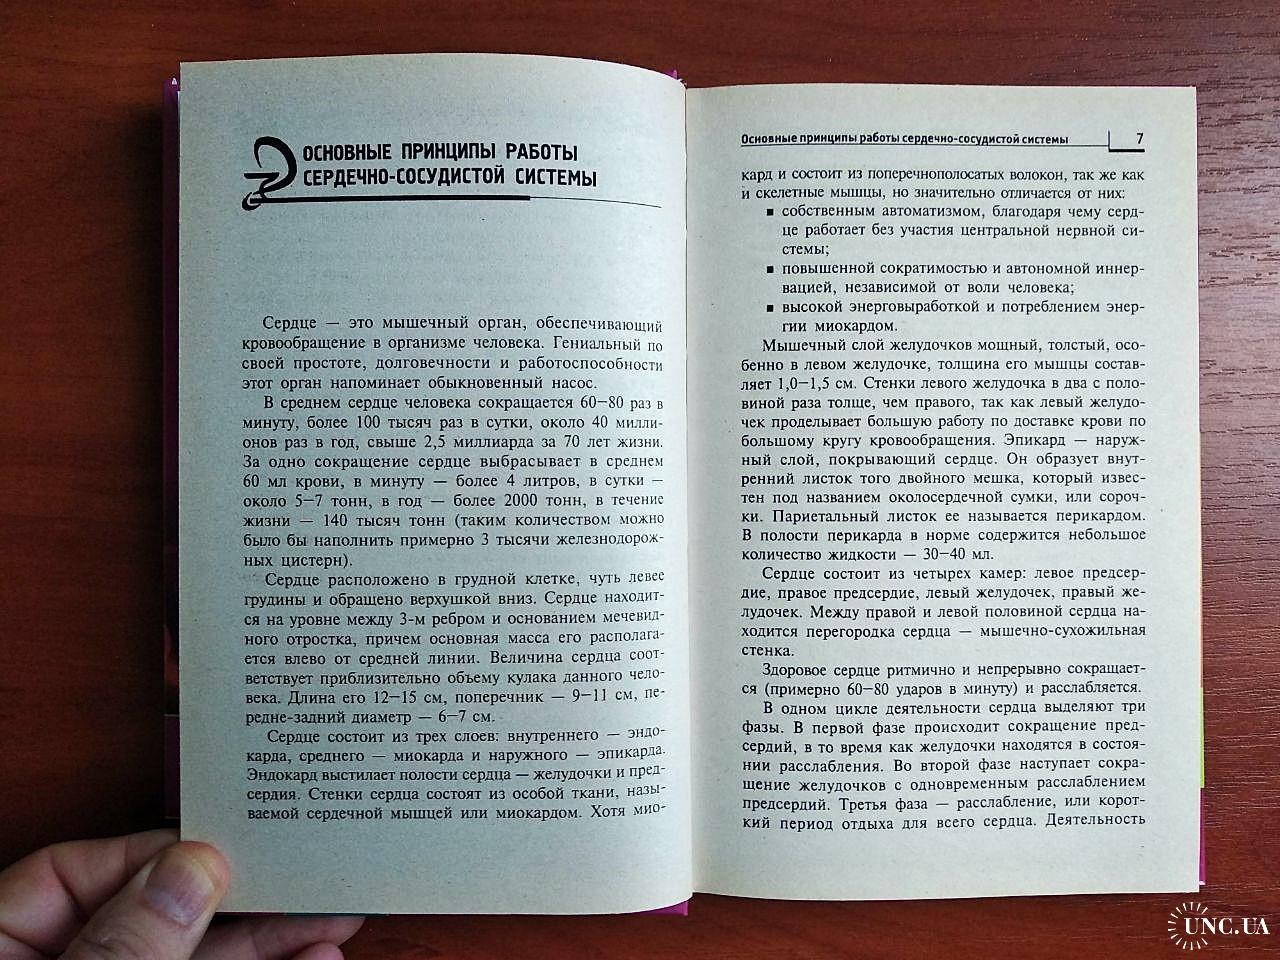 ОСНОВНЫЕ ПРИНЦИПЫ РАБОТЫ
СЕРДЕЧНО-СОСУДИСТОЙ СИСТЕМЫ
Сердце — это мышечный орган, обеспечивающий
кровообращение в организме человека. Гениальный по
своей простоте, долговечности и работоспособности
этот орган напоминает обыкновенный насос.
В среднем сердце человека сокращается 60—80 раз в
минуту, более 100 тысяч раз в сутки, около 40 милли-
онов раз в год, свыше 2,5 миллиарда за 70 лет жизни.
За одно сокращение сердце выбрасывает в среднем
60 мл крови, в минуту — более 4 литров, в сутки —
около 5—7 тонн, в год — более 2000 тонн, в течение
жизни — 140 тысяч тонн (таким количеством можно
было бы наполнить примерно 3 тысячи железнодорож-
ных цистерн).
Сердце расположено в грудной клетке, чуть левее
грудины и обращено верхушкой вниз. Сердце находит-
ся на уровне между 3-м ребром и основанием мечевид-
ного отростка, причем основная масса его располага-
ется влево от средней линии. Величина сердца соот-
ветствует приблизительно объему кулака данного чело-
века. Длина его 12—15 см, поперечник — 9—11 см, пе-
редне-задний диаметр — 6—7 см.
Сердце состоит из трех слоев: внутреннего — эндо-
карда, среднего — миокарда и наружного — эпикарда.
Эндокард выстилает полости сердца — желудочки и пред-
сердия. Стенки сердца состоят из особой ткани, назы-
ваемой сердечной мышцей или миокардом. Хотя мио-
Основные принципы работы сердечно-сосудистой системы 7
кард и состоит из поперечнополосатых волокон, так же как
и скелетные мышцы, но значительно отличается от них:
▪ собственным автоматизмом, благодаря чему серд-
це работает без участия центральной нервной си-
стемы;
▪ повышенной сократимостью и автономной иннер-
вацией, независимой от воли человека;
▪ высокой энерговыработкой и потреблением энер-
гии миокардом.
Мышечный слой желудочков мощный, толстый, осо-
бенно в левом желудочке, толщина его мышцы состав-
ляет 1,0—1,5 см. Стенки левого желудочка в два с поло-
виной раза толще, чем правого, так как левый желудо-
чек проделывает большую работу по доставке крови по
большому кругу кровообращения. Эпикард — наруж-
ный слой, покрывающий сердце. Он образует внут-
ренний листок того двойного мешка, который извес-
тен под названием околосердечной сумки, или сороч-
ки. Париетальный листок ее называется перикардом.
В полости перикарда в норме содержится небольшое
количество жидкости — 30—40 мл.
Сердце состоит из четырех камер: левое предсер-
дие, правое предсердие, левый желудочек, правый же-
лудочек. Между правой и левой половиной сердца на-
ходится перегородка сердца — мышечно-сухожильная
стенка.
Здоровое сердце ритмично и непрерывно сокращает-
ся (примерно 60—80 ударов в минуту) и расслабляется.
В одном цикле деятельности сердца выделяют три
фазы. В первой фазе происходит сокращение пред-
сердий, в то время как желудочки находятся в состоя-
нии расслабления. Во второй фазе наступает сокра-
щение желудочков с одновременным расслаблением
предсердий. Третья фаза — расслабление, или корот-
кий период отдыха для всего сердца. Деятельность
UNC.UA